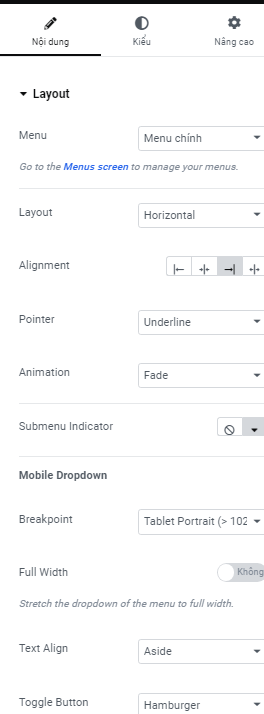 Nội dung Kiểu Nâng cao
Layout
Menu Menu chính
Go to the Menus screen to manage your menus.
Layout Horizontal
Alignment
Pointer Underline
Animation Fade
Submenu Indicator
Mobile Dropdown
Breakpoint Tablet Portrait (> 102
Full Width Không
Stretch the dropdown of the menu to full width.
Text Align Aside
Toggle Button Hamburger